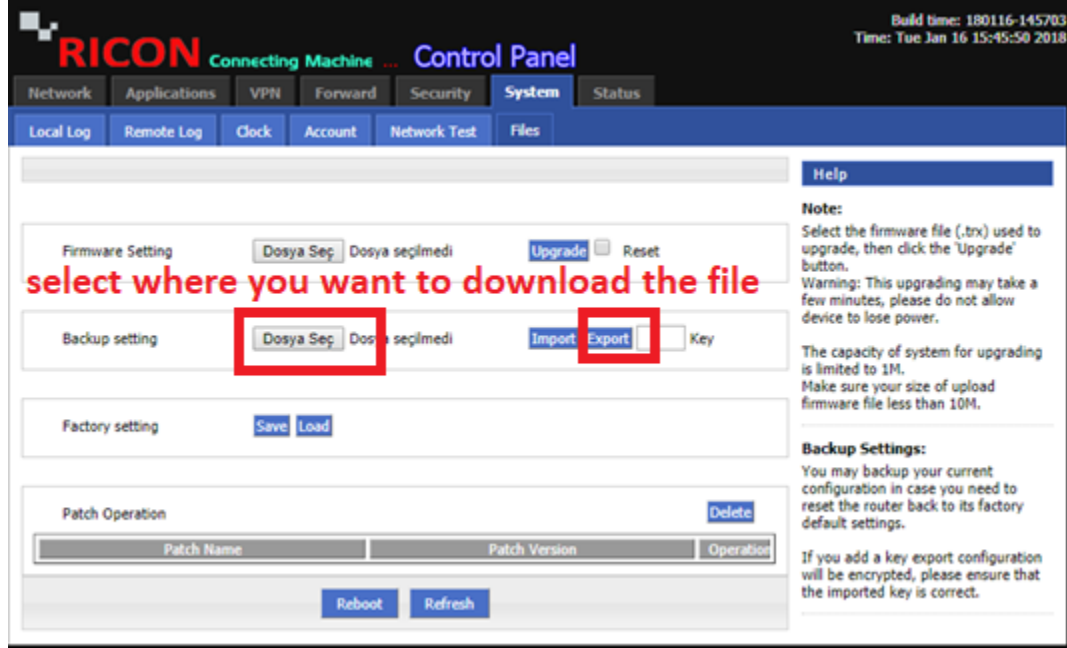 Build time: 180116-145703
RICON Connecting Machine ... Control Panel
Time: Tue Jan 16 15:45:50 2018
Network Applications VPN Forward Security System Status
Local Log Remote Log Clock Account Network Test Files
Firmware Setting Dosya Seç Dosya seçilmedi Upgrade Reset
select where you want to download the file
Backup setting Dosya Seç Dosya seçilmedi Import Export Key
Factory setting Save Load
Patch Operation Delete
Patch Name Patch Version Operation
Reboot Refresh
Help
Note:
Select the firmware file (.trx) used to
upgrade, then click the 'Upgrade'
button.
Warning: This upgrading may take a
few minutes, please do not allow
device to lose power.
The capacity of system for upgrading
is limited to 1M.
Make sure your size of upload
firmware file less than 10M.
Backup Settings:
You may backup your current
configuration in case you need to
reset the router back to its factory
default settings.
If you add a key export configuration
will be encrypted, please ensure that
the imported key is correct.